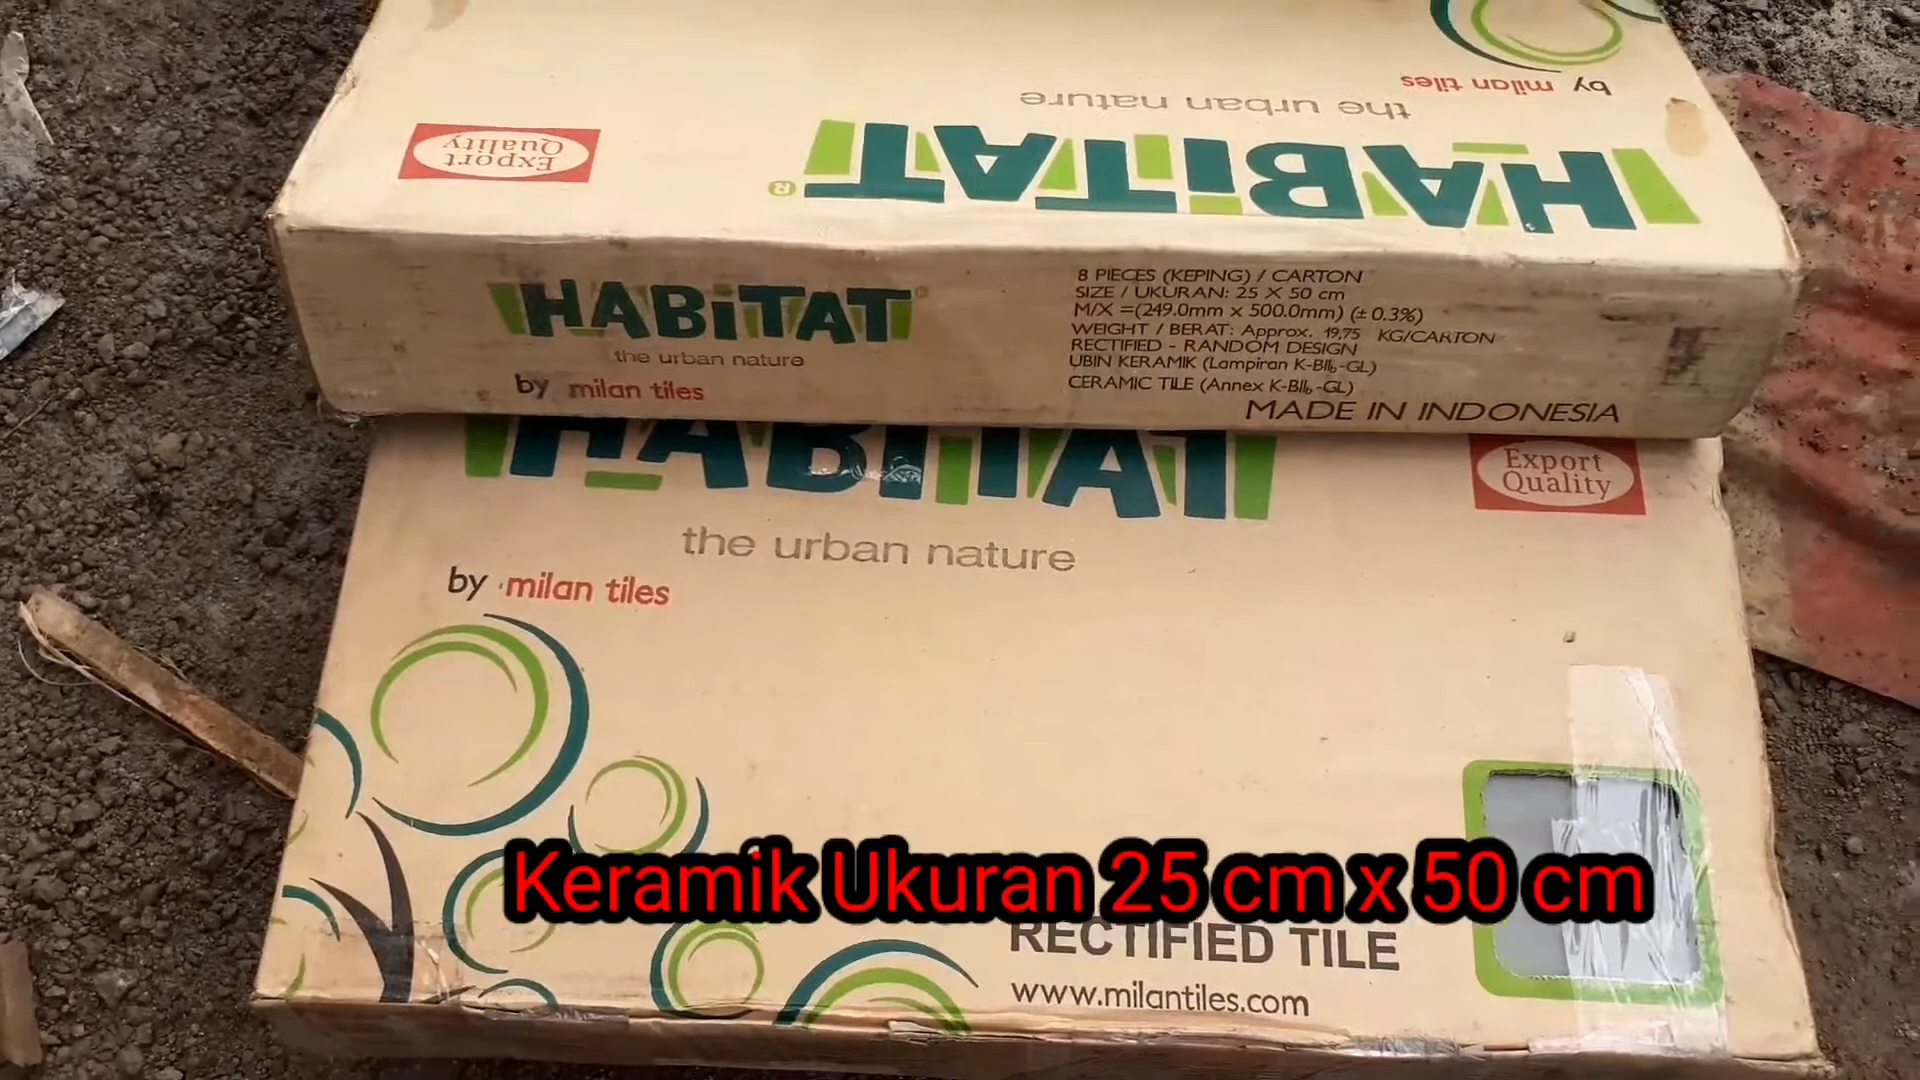 by milan tiles
the urban nature
HABiTAT®
Export
Quality
HABiTAT®
the urban nature
by milan tiles
8 PIECES (KEPING) / CARTON
SIZE / UKURAN: 25 X 50 cm
M/X =(249.0mm x 500.0mm) (± 0.3%)
WEIGHT / BERAT: Approx. 19,75 KG/CARTON
RECTIFIED - RANDOM DESIGN
UBIN KERAMIK (Lampiran K-BIIb-GL)
CERAMIC TILE (Annex K-BIIb-GL)
MADE IN INDONESIA
HABiTAT
Export
Quality
the urban nature
by milan tiles
Keramik Ukuran 25 cm x 50 cm
RECTIFIED TILE
www.milantiles.com